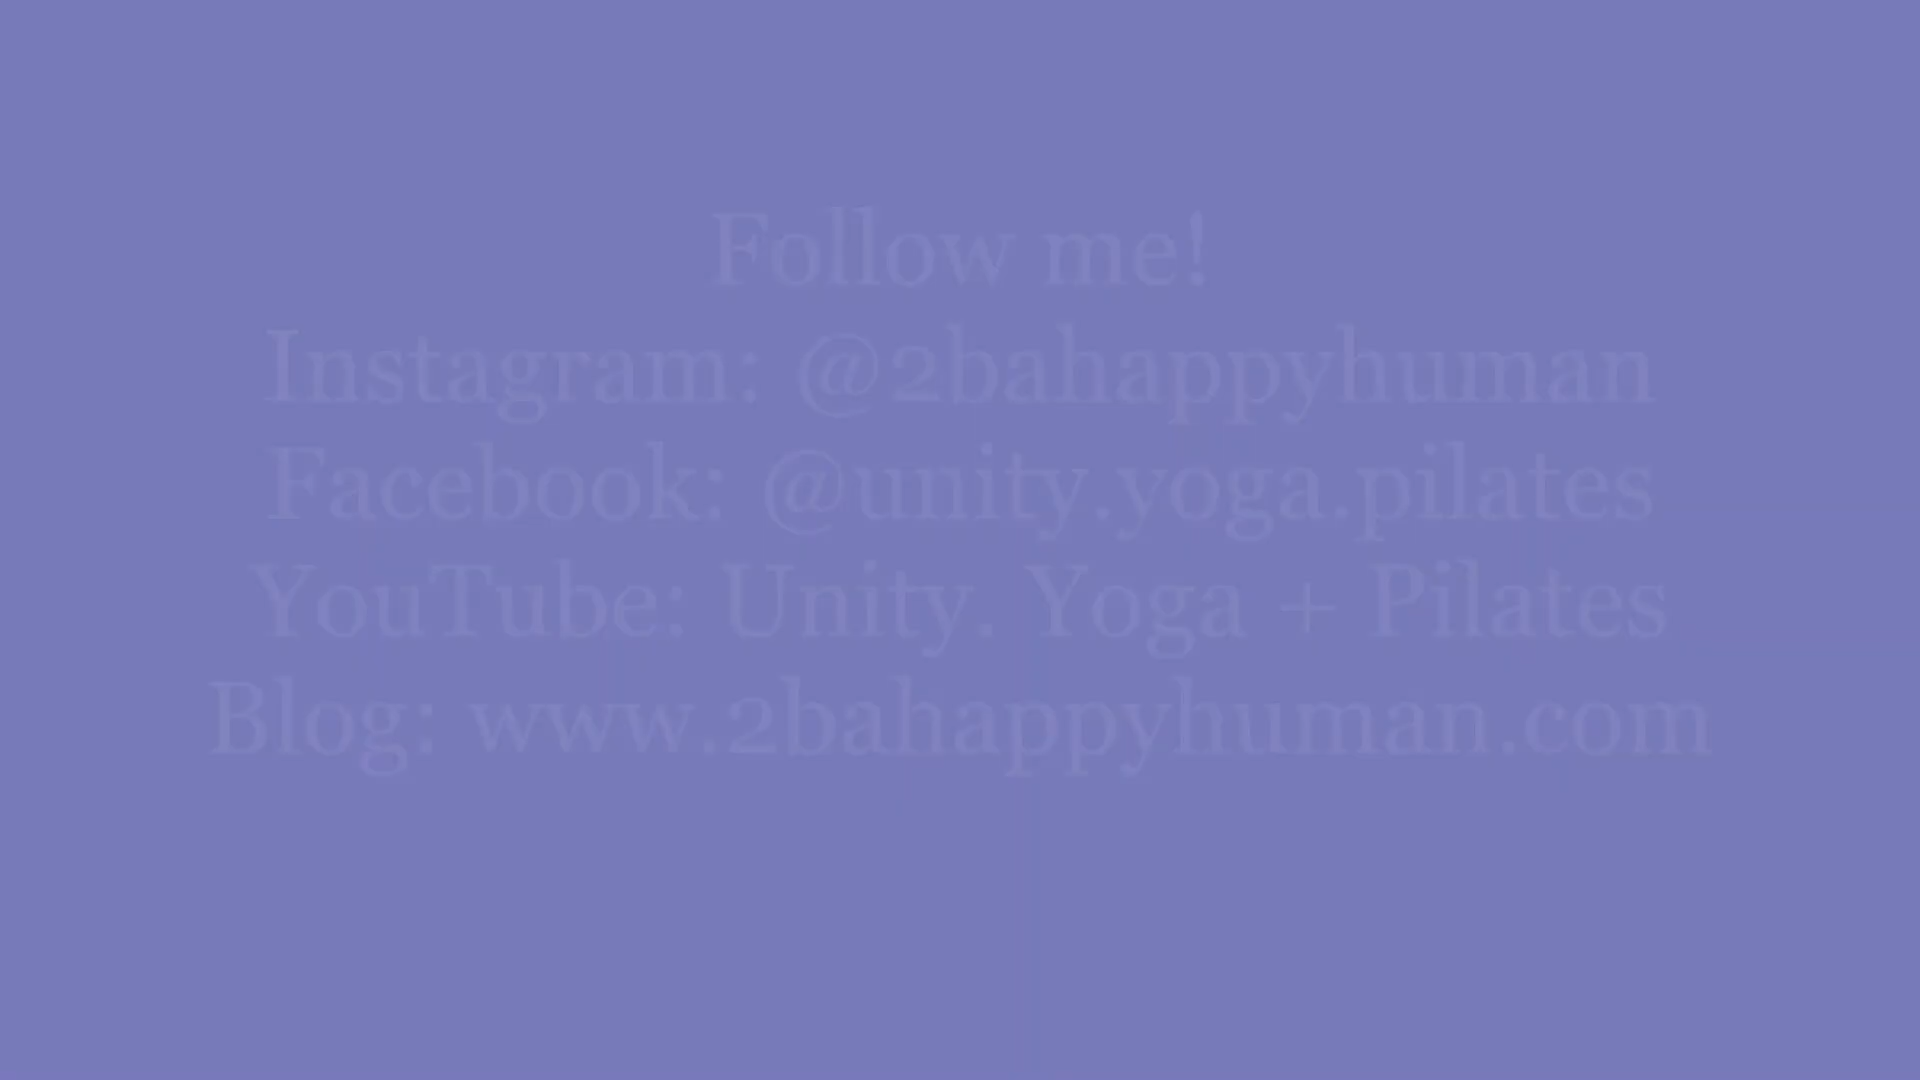 Follow me!
Instagram: @2bahappyhuman
Facebook: @unity.yoga.pilates
YouTube: Unity. Yoga + Pilates
Blog: www.2bahappyhuman.com